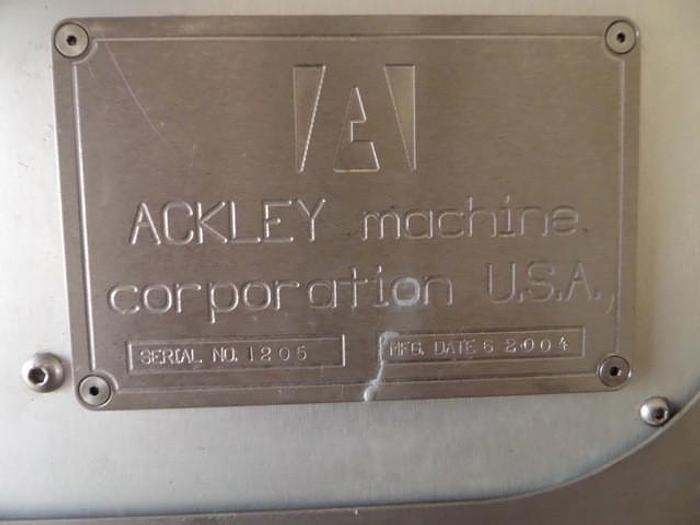 ACKLEY machine
corporation U.S.A.
SERIAL NO. 1205
MFG. DATE 6 2004